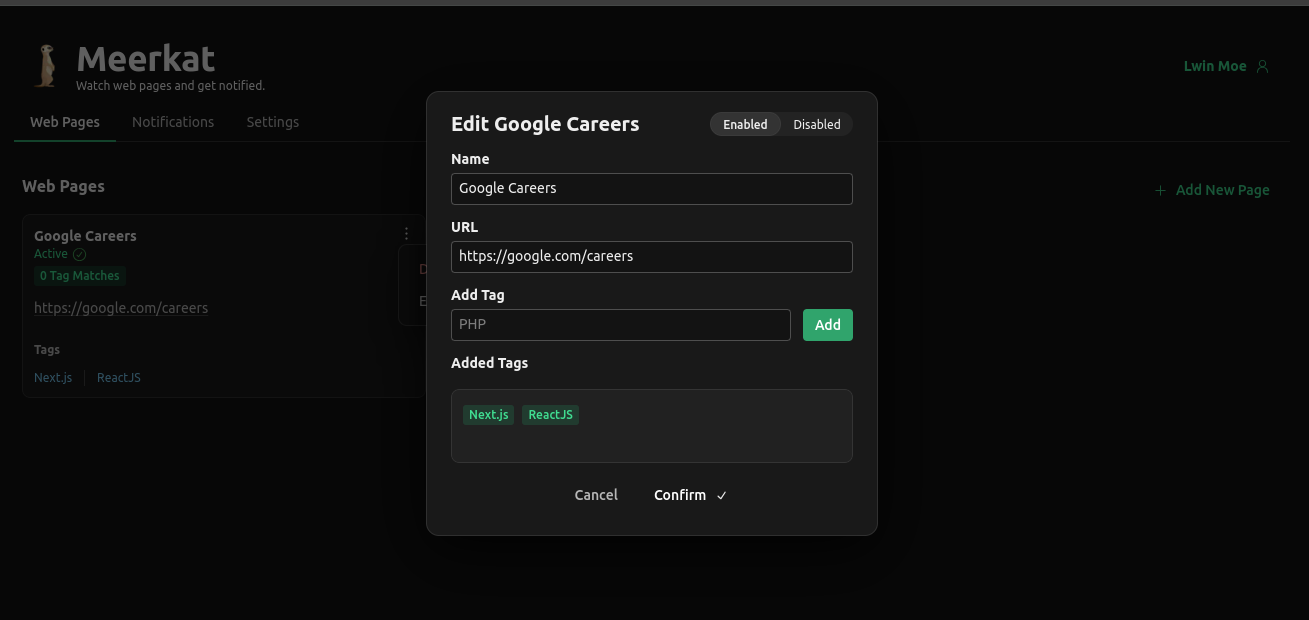 Meerkat
Watch web pages and get notified.
Lwin Moe
Web Pages
Notifications
Settings
Web Pages
Add New Page
Google Careers
Active
0 Tag Matches
https://google.com/careers
Tags
Next.js
ReactJS
D
E
Edit Google Careers
Enabled
Disabled
Name
Google Careers
URL
https://google.com/careers
Add Tag
PHP
Add
Added Tags
Next.js ReactJS
Cancel
Confirm